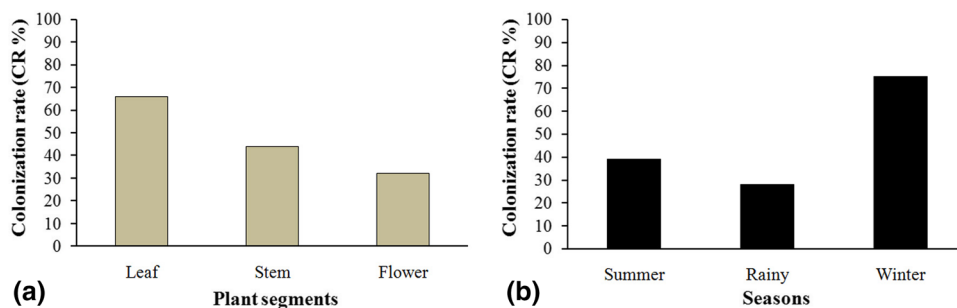 Colonization rate (CR %)
100
90
80
70
60
50
40
30
20
10
0
Leaf Stem Flower
Plant segments
(a)
Colonization rate (CR %)
100
90
80
70
60
50
40
30
20
10
0
Summer Rainy Winter
Seasons
(b)